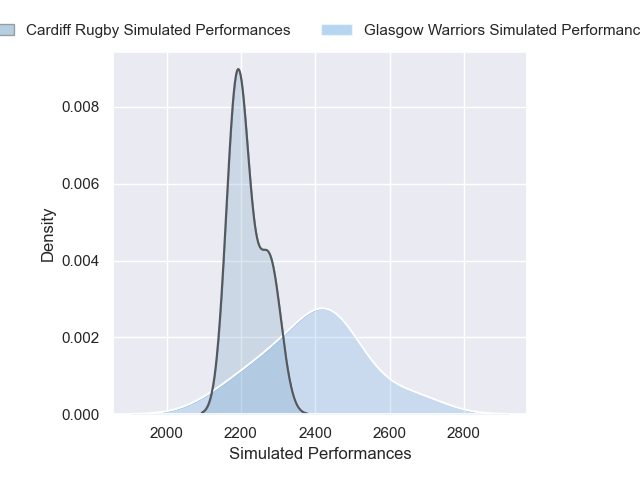 Cardiff Rugby Simulated Performances
Glasgow Warriors Simulated
0.008
0.006
0.004
0.002
0.000
Density
2000 2200 2400 2600 2800
Simulated Performances